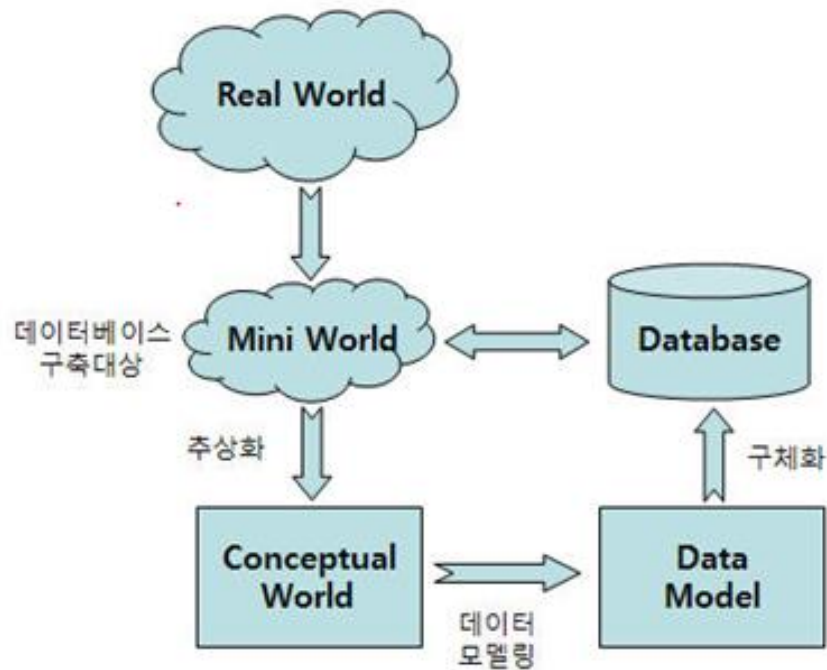 Real World
데이터베이스
구축대상
Mini World
Database
추상화
구체화
Conceptual
World
데이터
모델링
Data
Model